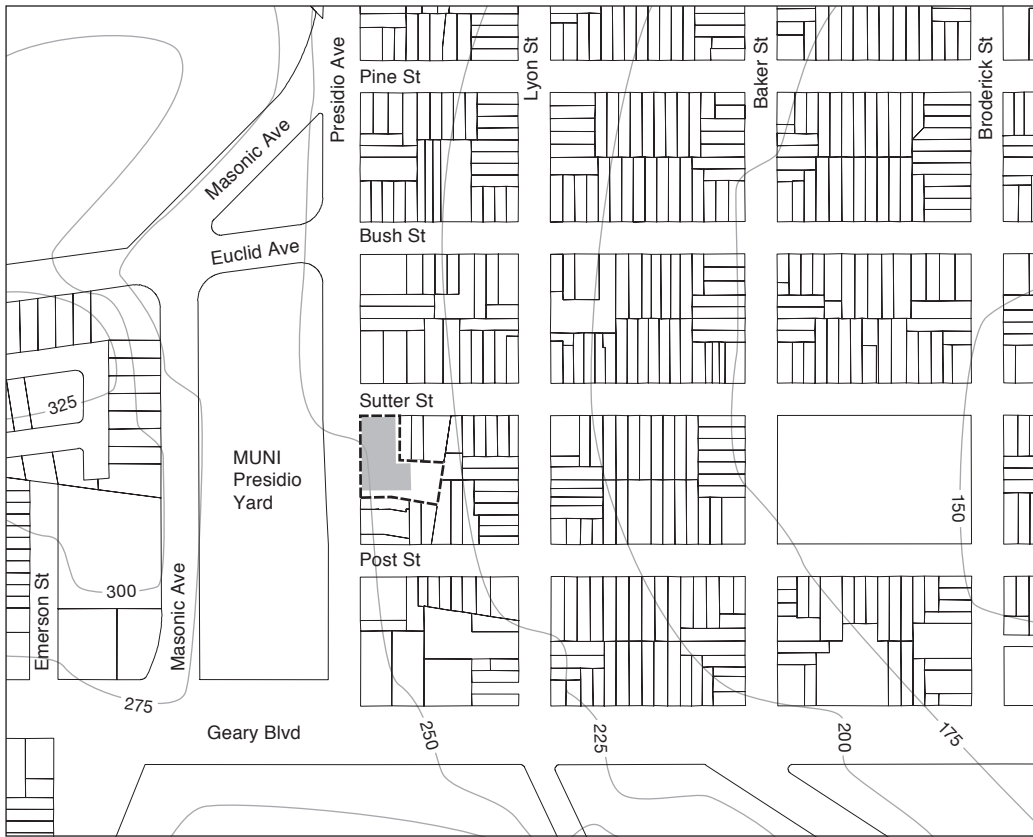 Pine St
Presidio Ave
Lyon St
Baker St
Broderick St
Masonic Ave
Bush St
Euclid Ave
Sutter St
325
MUNI
Presidio
Yard
150
Post St
300
Emerson St
Masonic Ave
275
Geary Blvd
250
225
200
175